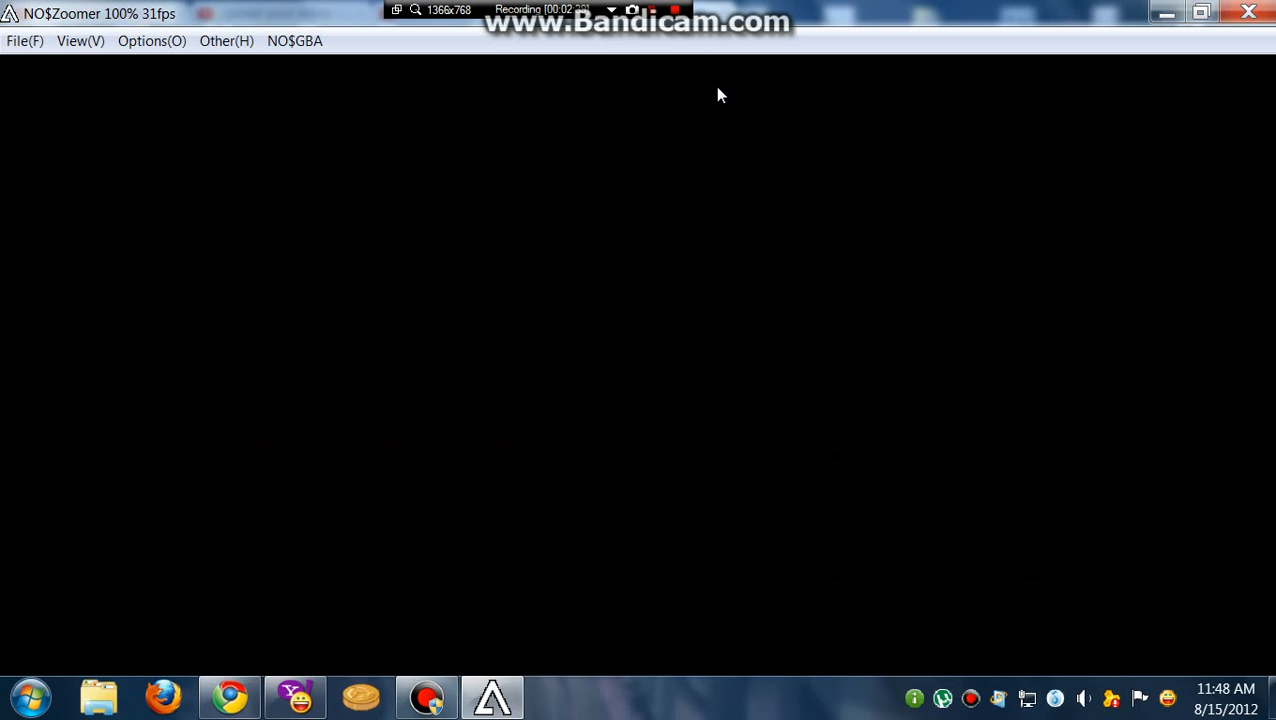 NO$Zoomer 100% 31fps
1366x768
www.Bandicam.com
File(F) View(V) Options(O) Other(H) NO$GBA
11:48 AM
8/15/2012